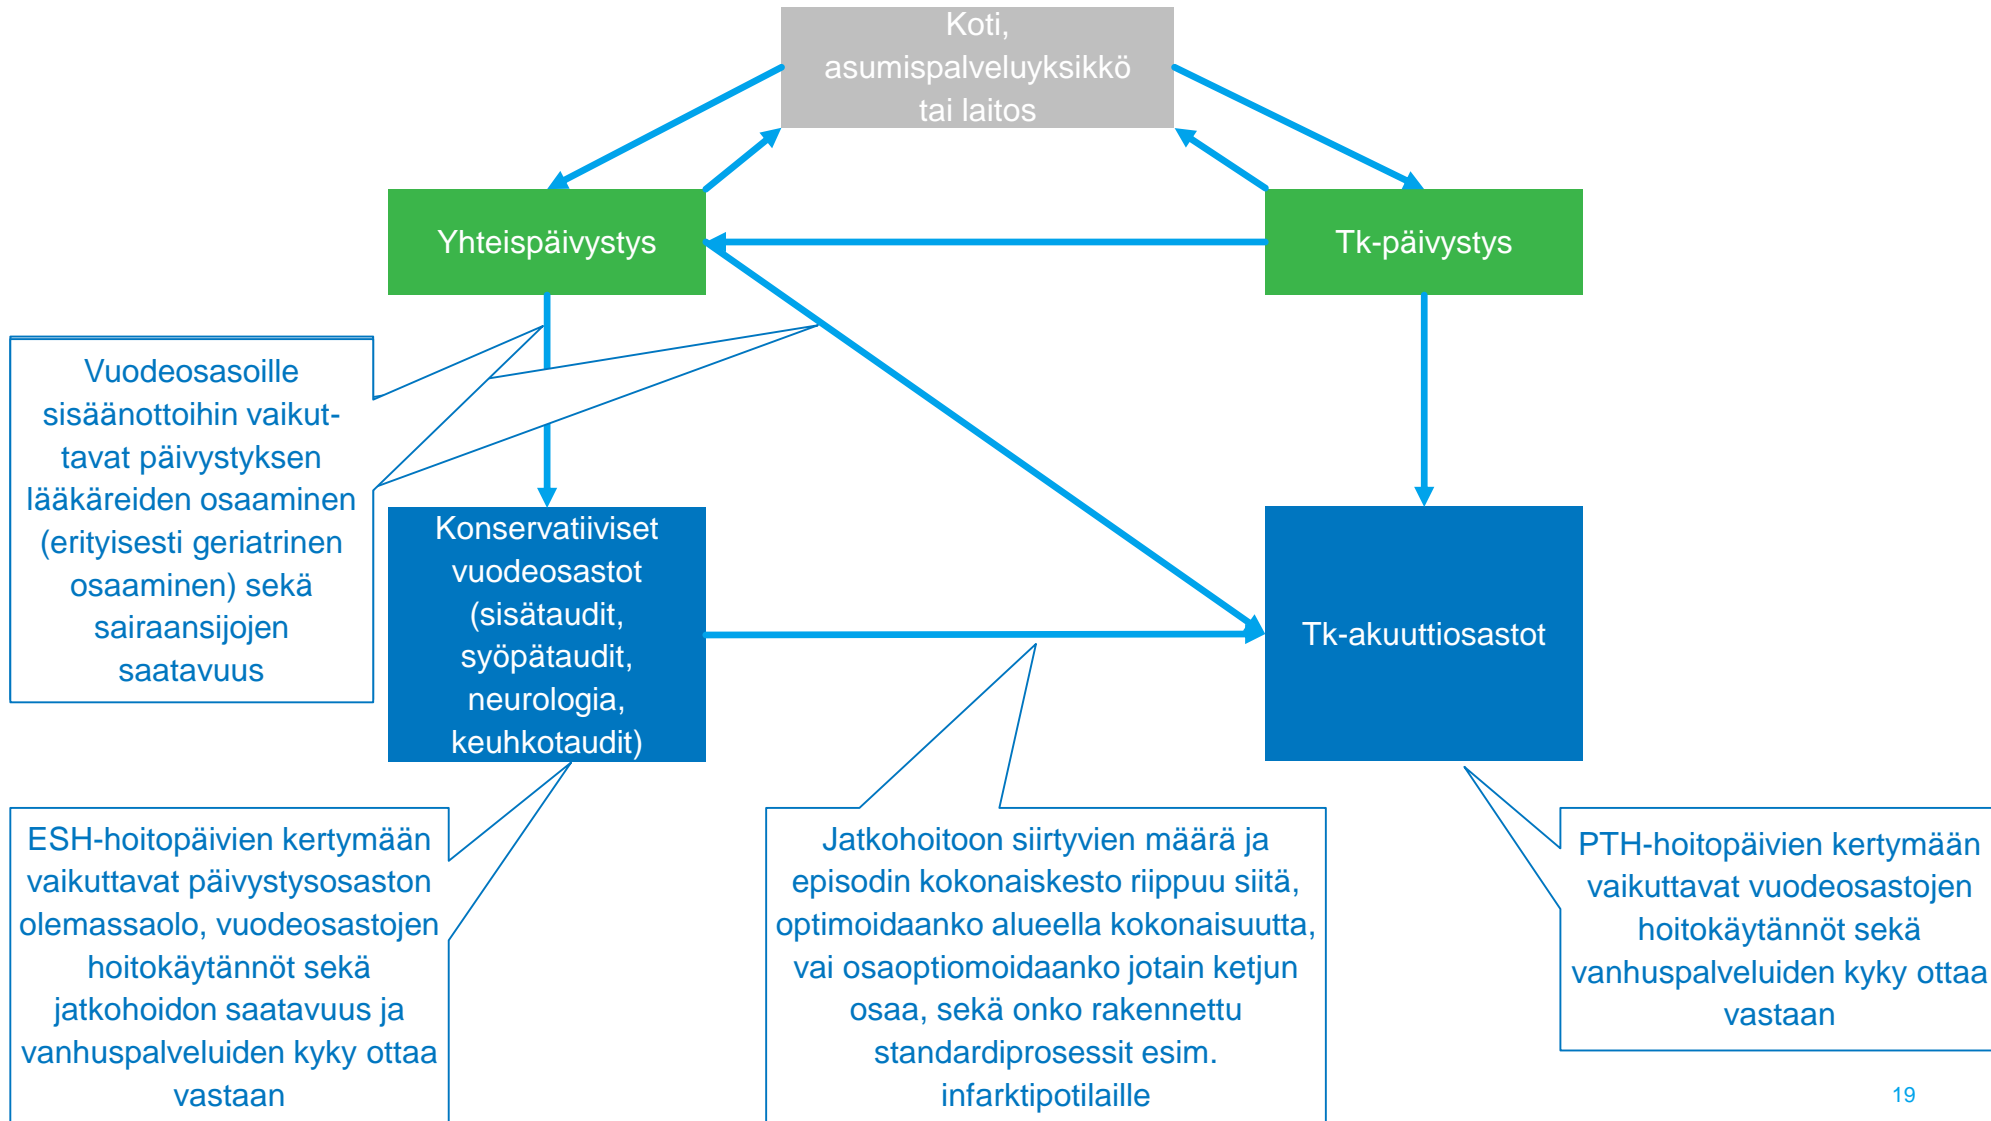 Koti,
asumispalveluyksikkö
tai laitos
Yhteispäivystys
Tk-päivystys
Vuodeosasoille
sisäänottoihin vaikut-
tavat päivystyksen
lääkäreiden osaaminen
(erityisesti geriatrinen
osaaminen) sekä
sairaansijojen
saatavuus
Konservatiiviset
vuodeosastot
(sisätaudit,
syöpätaudit,
neurologia,
keuhkotaudit)
Tk-akuuttiosastot
ESH-hoitopäivien kertymään
vaikuttavat päivystysosaston
olemassaolo, vuodeosastojen
hoitokäytännöt sekä
jatkohoidon saatavuus ja
vanhuspalveluiden kyky ottaa
vastaan
Jatkohoitoon siirtyvien määrä ja
episodin kokonaiskesto riippuu siitä,
optimoidaanko alueella kokonaisuutta,
vai osaoptiomoidaanko jotain ketjun
osaa, sekä onko rakennettu
standardiprosessit esim.
infarktipotilaille
PTH-hoitopäivien kertymään
vaikuttavat vuodeosastojen
hoitokäytännöt sekä
vanhuspalveluiden kyky ottaa
vastaan
19